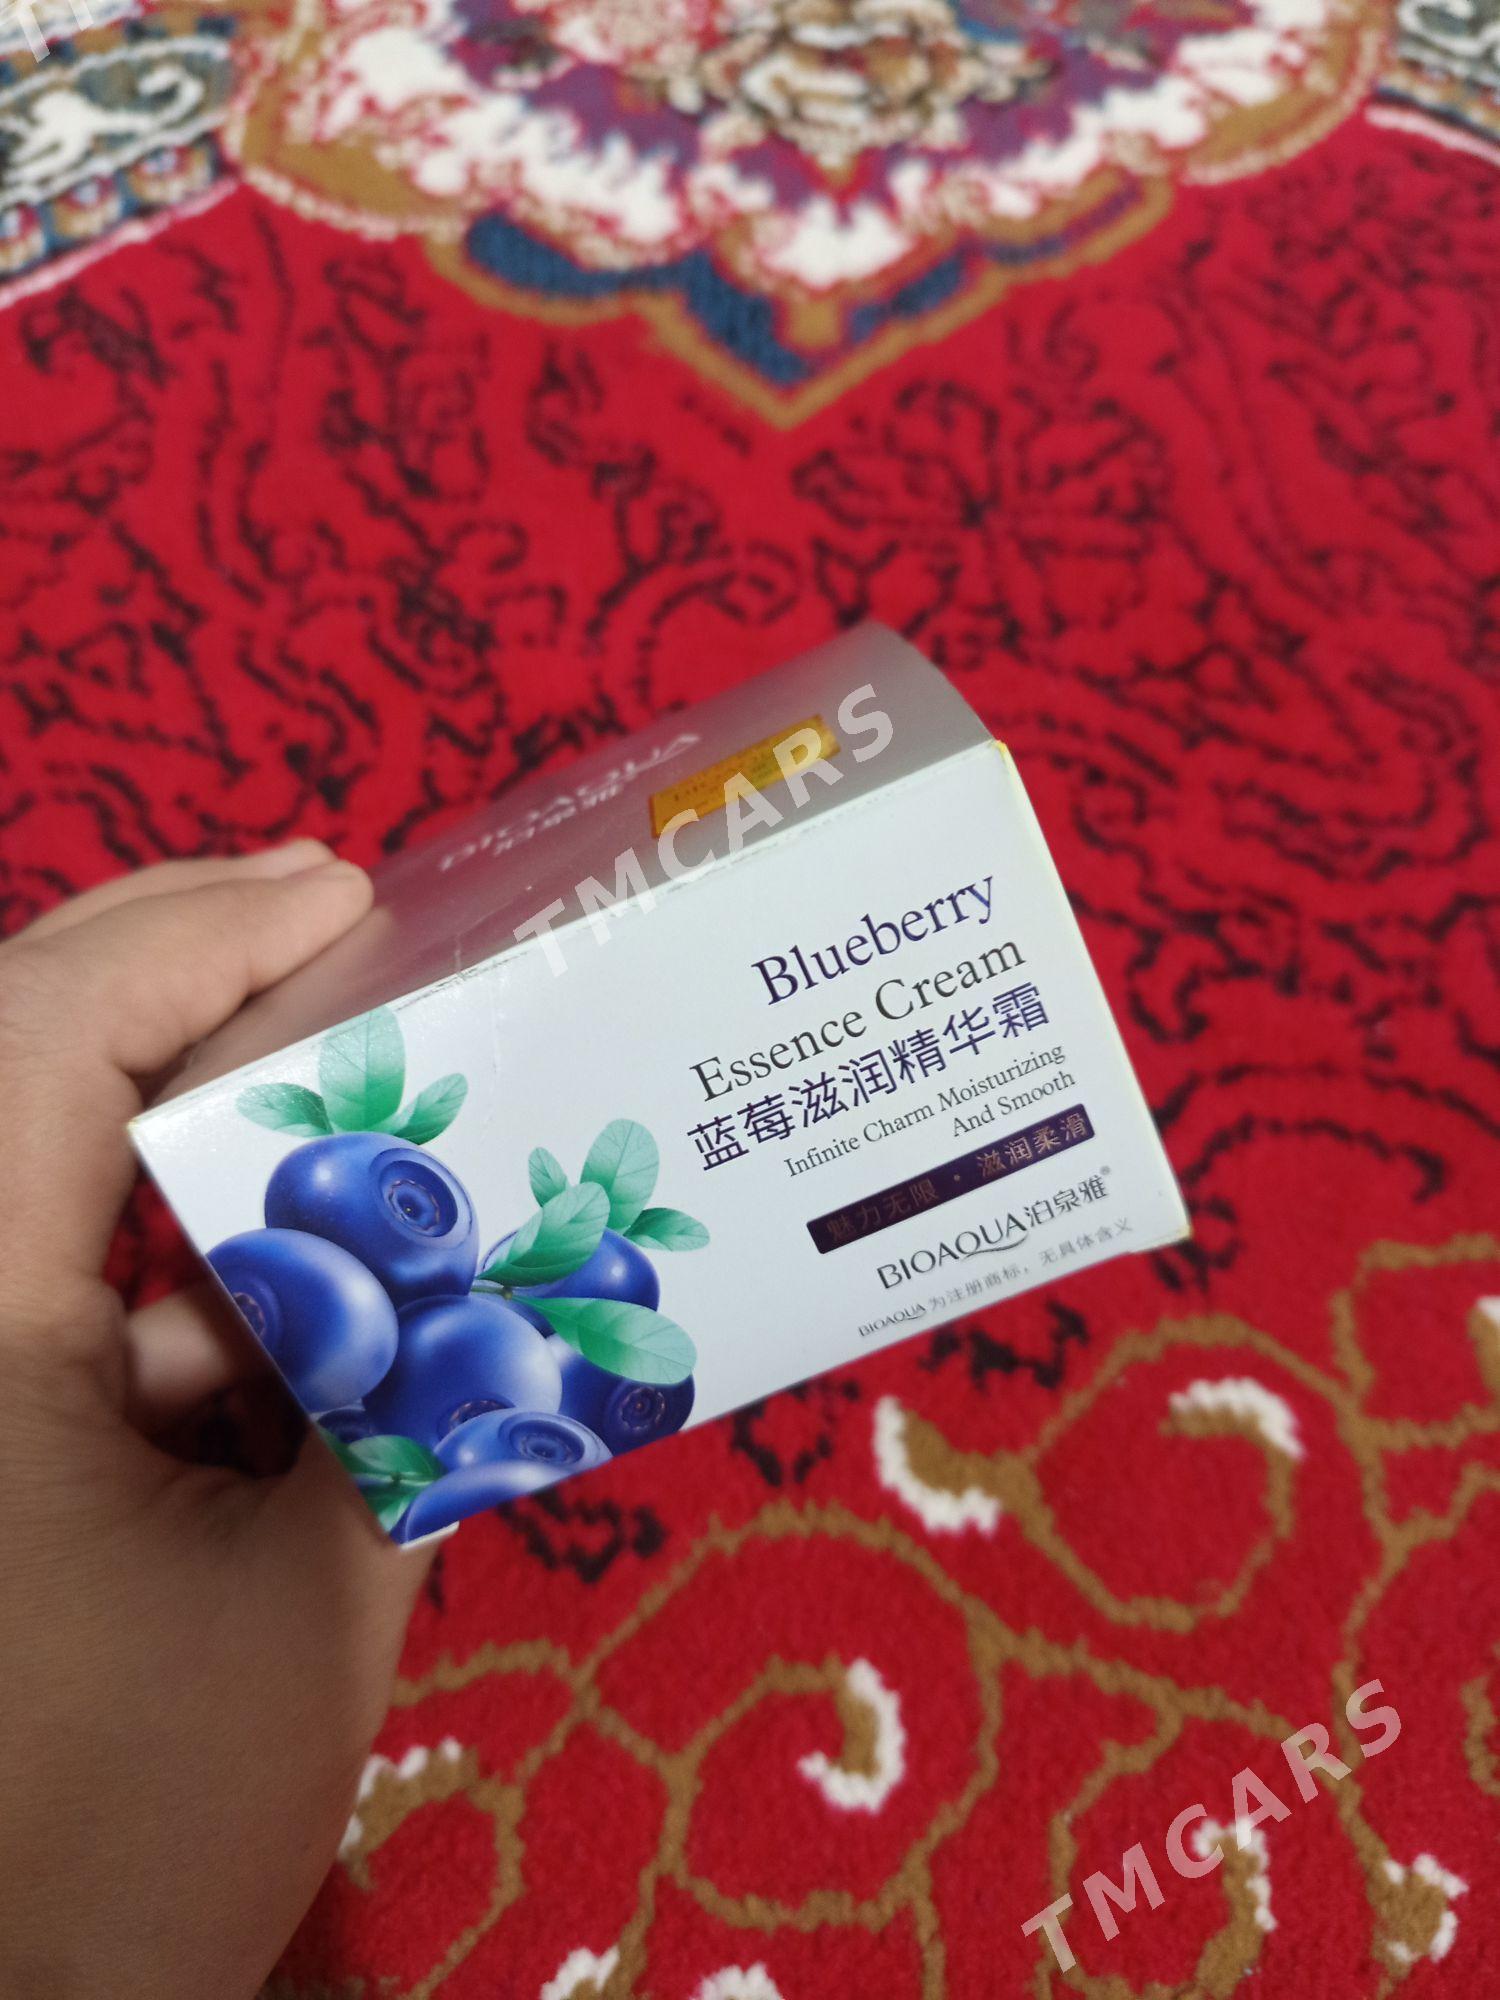 Blueberry
Essence Cream
蓝莓滋润精华霜
Infinite Charm Moisturizing
And Smooth
魅力无限·滋润柔滑
BIOAQUA泊泉雅®
BIOAQUA为注册商标，无具体含义
BIOAQUA
TMCARS
TMCARS